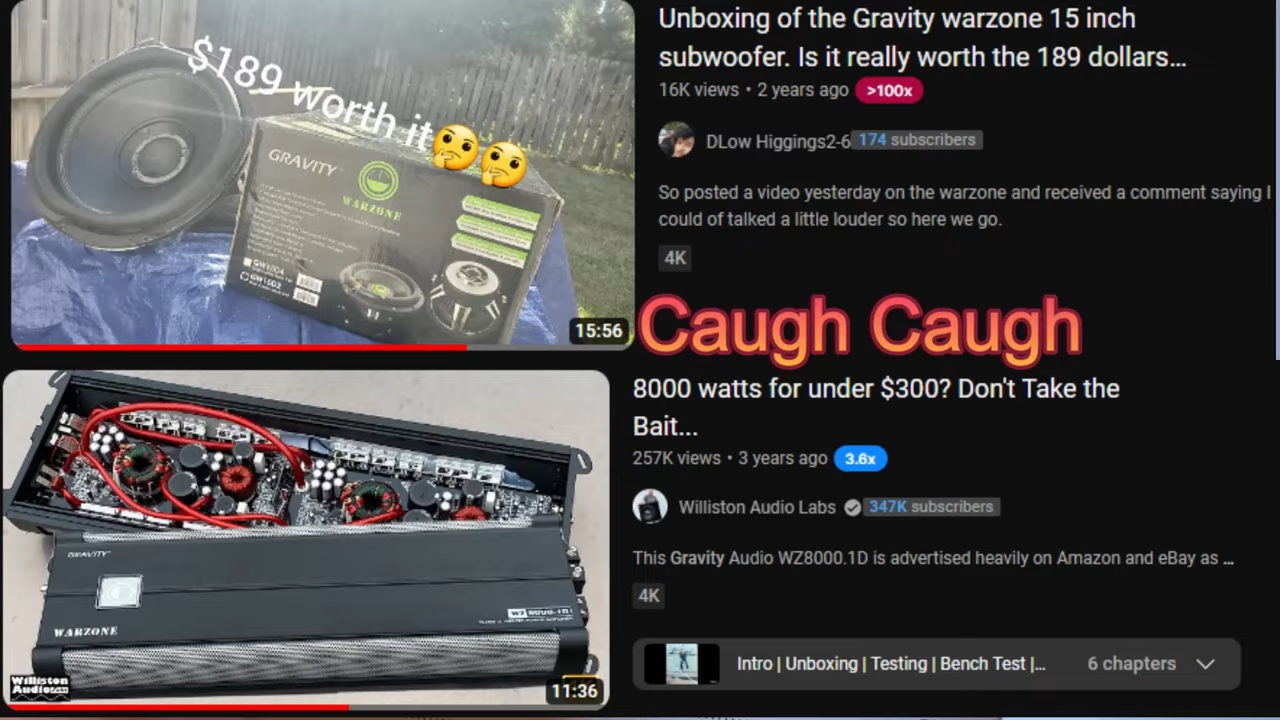 $189 worth it🤔🤔
GRAVITY
WARZONE
15:56
Unboxing of the Gravity warzone 15 inch
subwoofer. Is it really worth the 189 dollars...
16K views • 2 years ago >100x
DLow Higgings2-6 174 subscribers
So posted a video yesterday on the warzone and received a comment saying I
could of talked a little louder so here we go.
4K
Caugh Caugh
8000 watts for under $300? Don't Take the
Bait...
257K views • 3 years ago 3.6x
Williston Audio Labs 347K subscribers
This Gravity Audio WZ8000.1D is advertised heavily on Amazon and eBay as ...
4K
Intro | Unboxing | Testing | Bench Test |... 6 chapters
GRAVITY
WARZONE
Williston
11:36